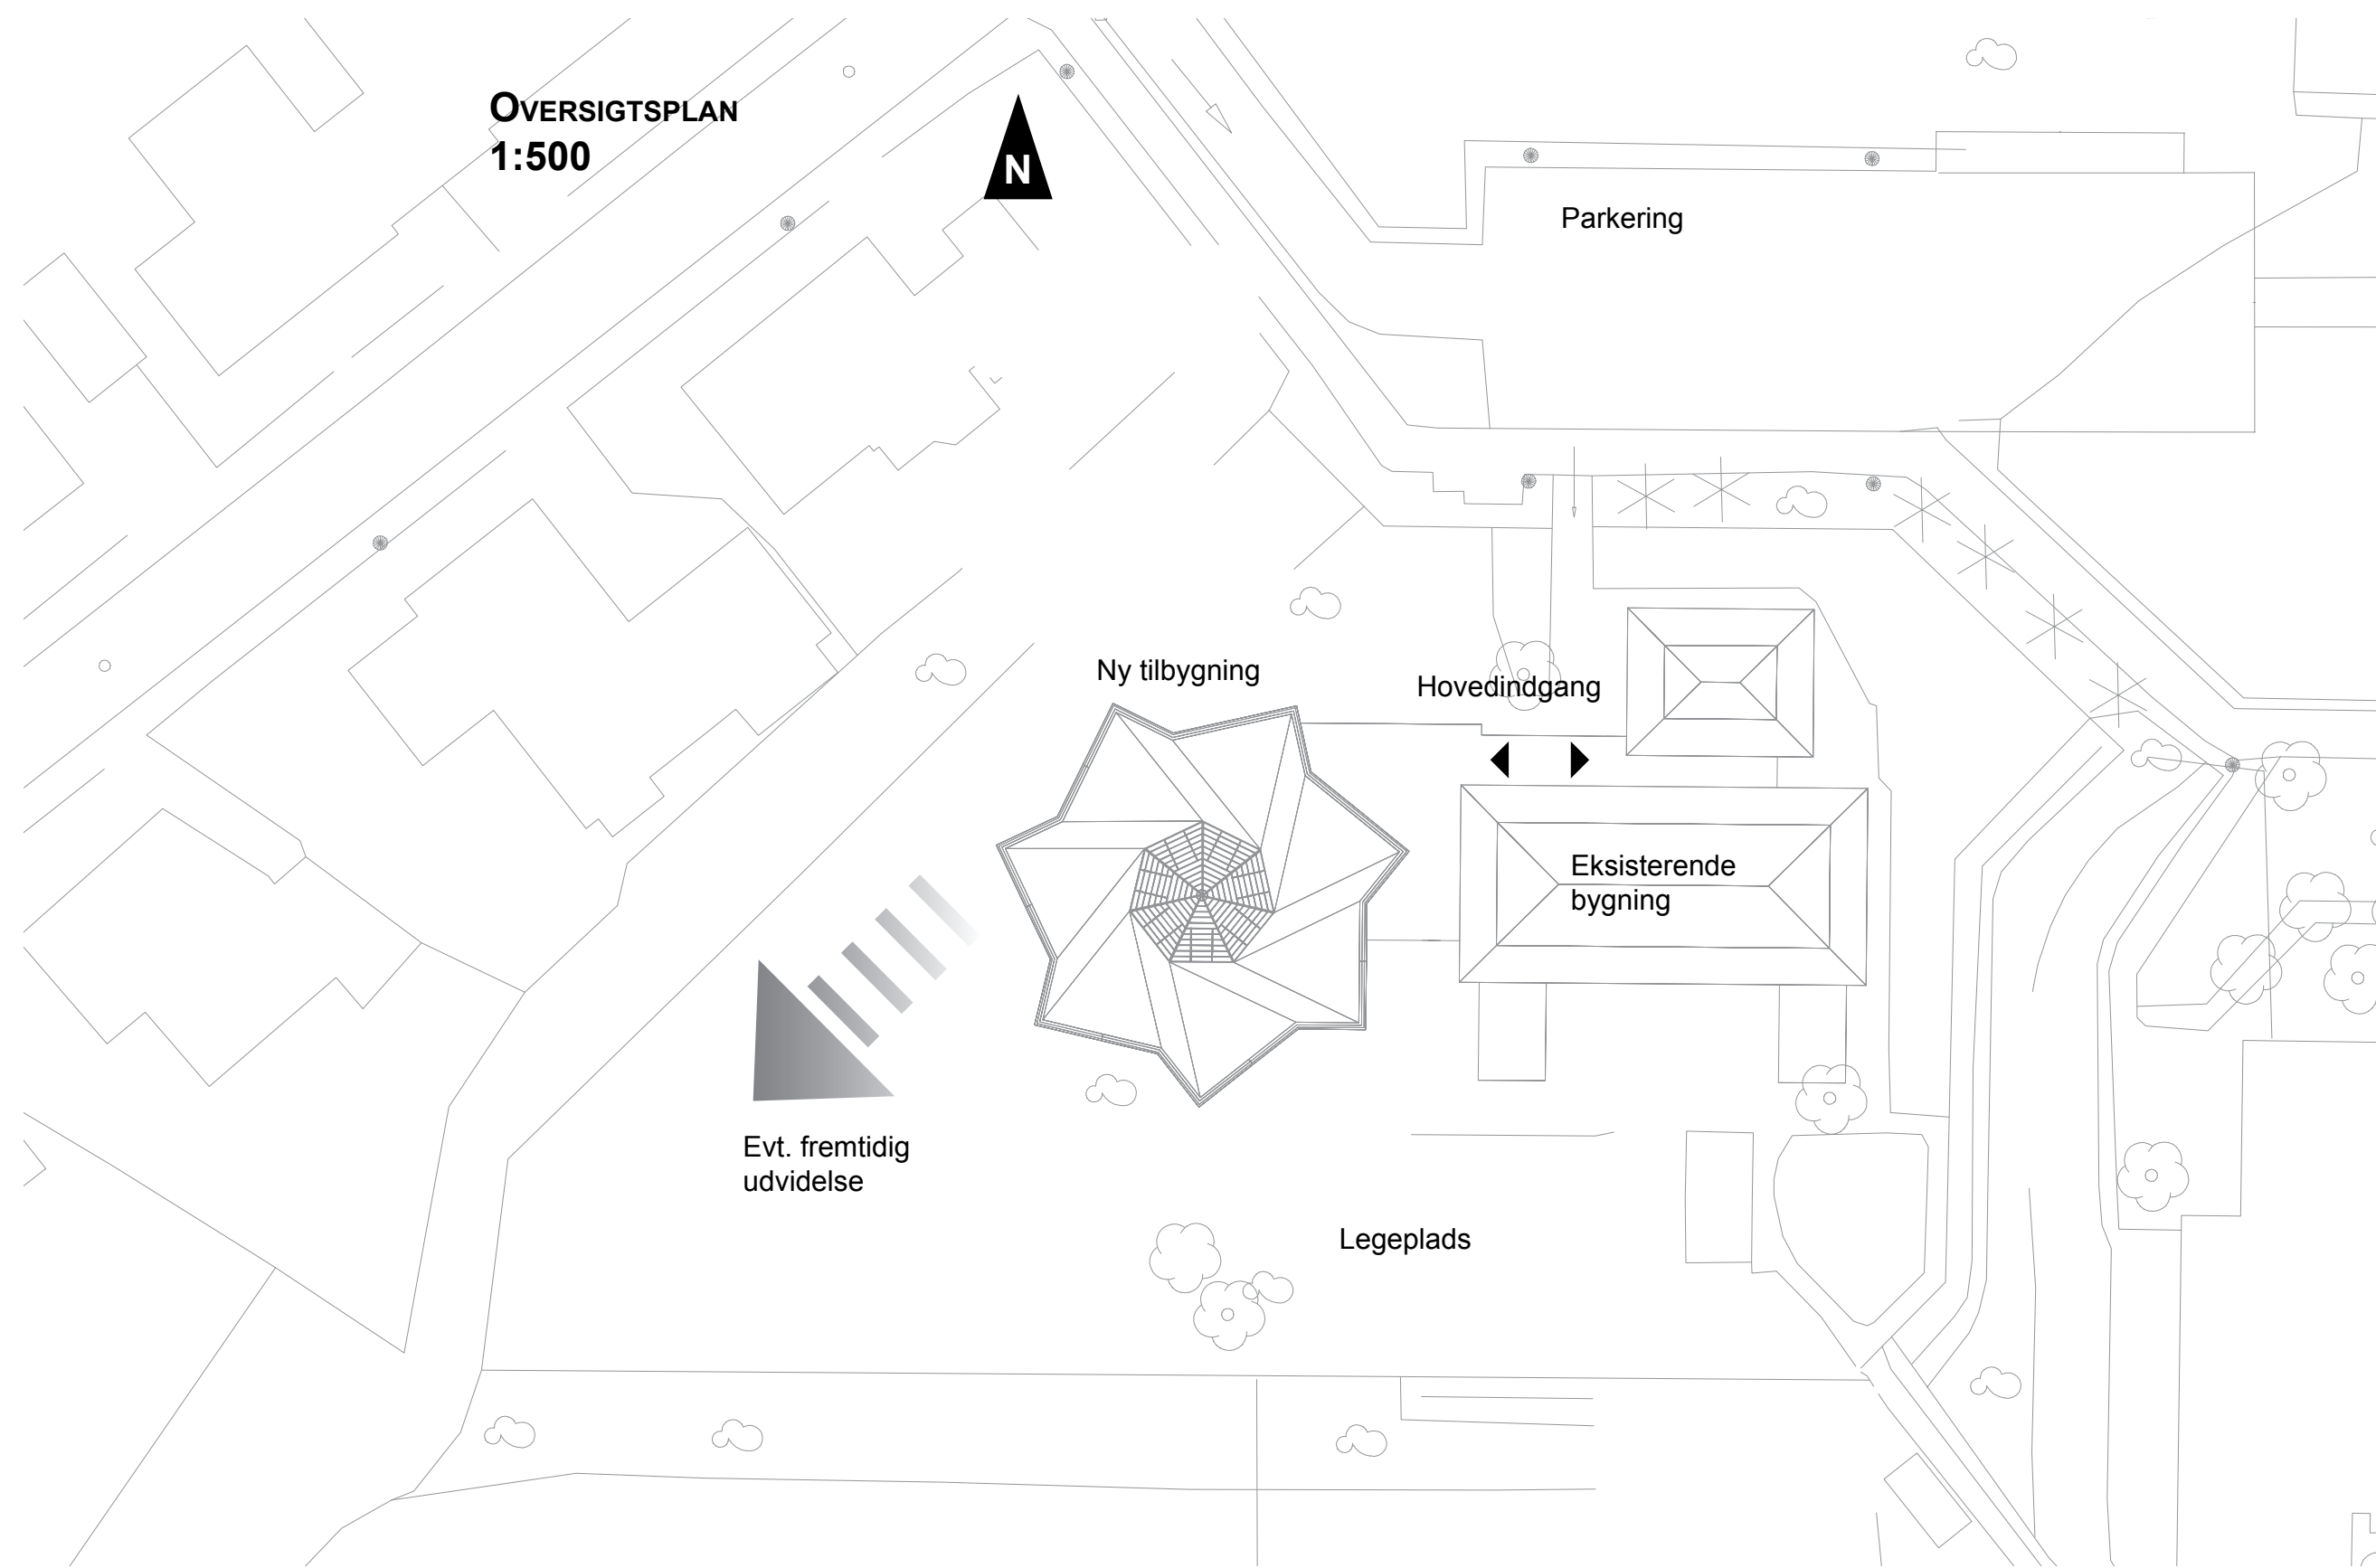 OVERSIGTSPLAN
1:500
N
Parkering
Ny tilbygning
Hovedindgang
Eksisterende
bygning
Evt. fremtidig
udvidelse
Legeplads